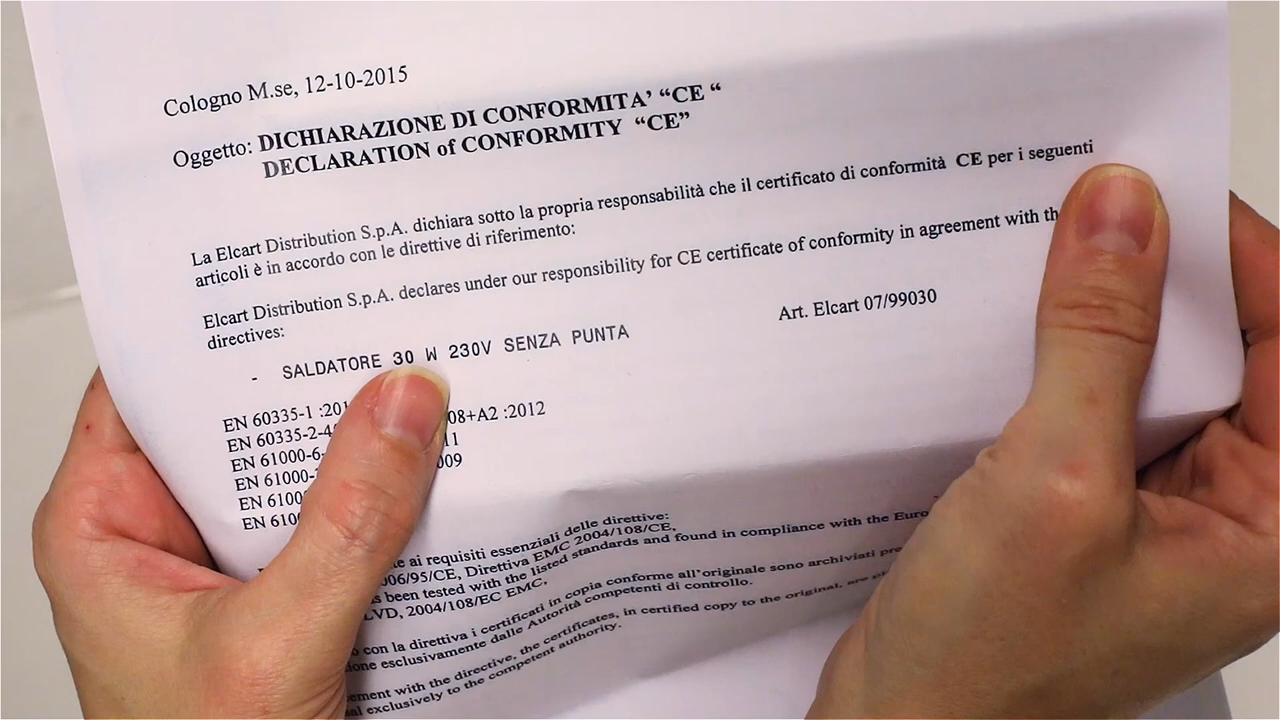 Cologno M.se, 12-10-2015
Oggetto: DICHIARAZIONE DI CONFORMITA’ “CE “
DECLARATION of CONFORMITY “CE”
La Elcart Distribution S.p.A. dichiara sotto la propria responsabilità che il certificato di conformità CE per i seguenti
articoli è in accordo con le direttive di riferimento:
Elcart Distribution S.p.A. declares under our responsibility for CE certificate of conformity in agreement with
directives:
- SALDATORE 30 W 230V SENZA PUNTA
Art. Elcart 07/99030
EN 60335-1 :201 08+A2 :2012
EN 60335-2-4 11
EN 61000-6- 009
EN 61000-
EN 6100
EN 6100
ai requisiti essenziali delle direttive:
006/95/CE, Direttiva EMC 2004/108/CE,
been tested with the listed standards and found in compliance with the Euro
LVD, 2004/108/EC EMC,
con la direttiva i certificati in copia conforme all’originale sono archiviati
esclusivamente dalle Autorità competenti di controllo.
with the directive, the certificates, in certified copy to the original, are
exclusively to the competent authority.